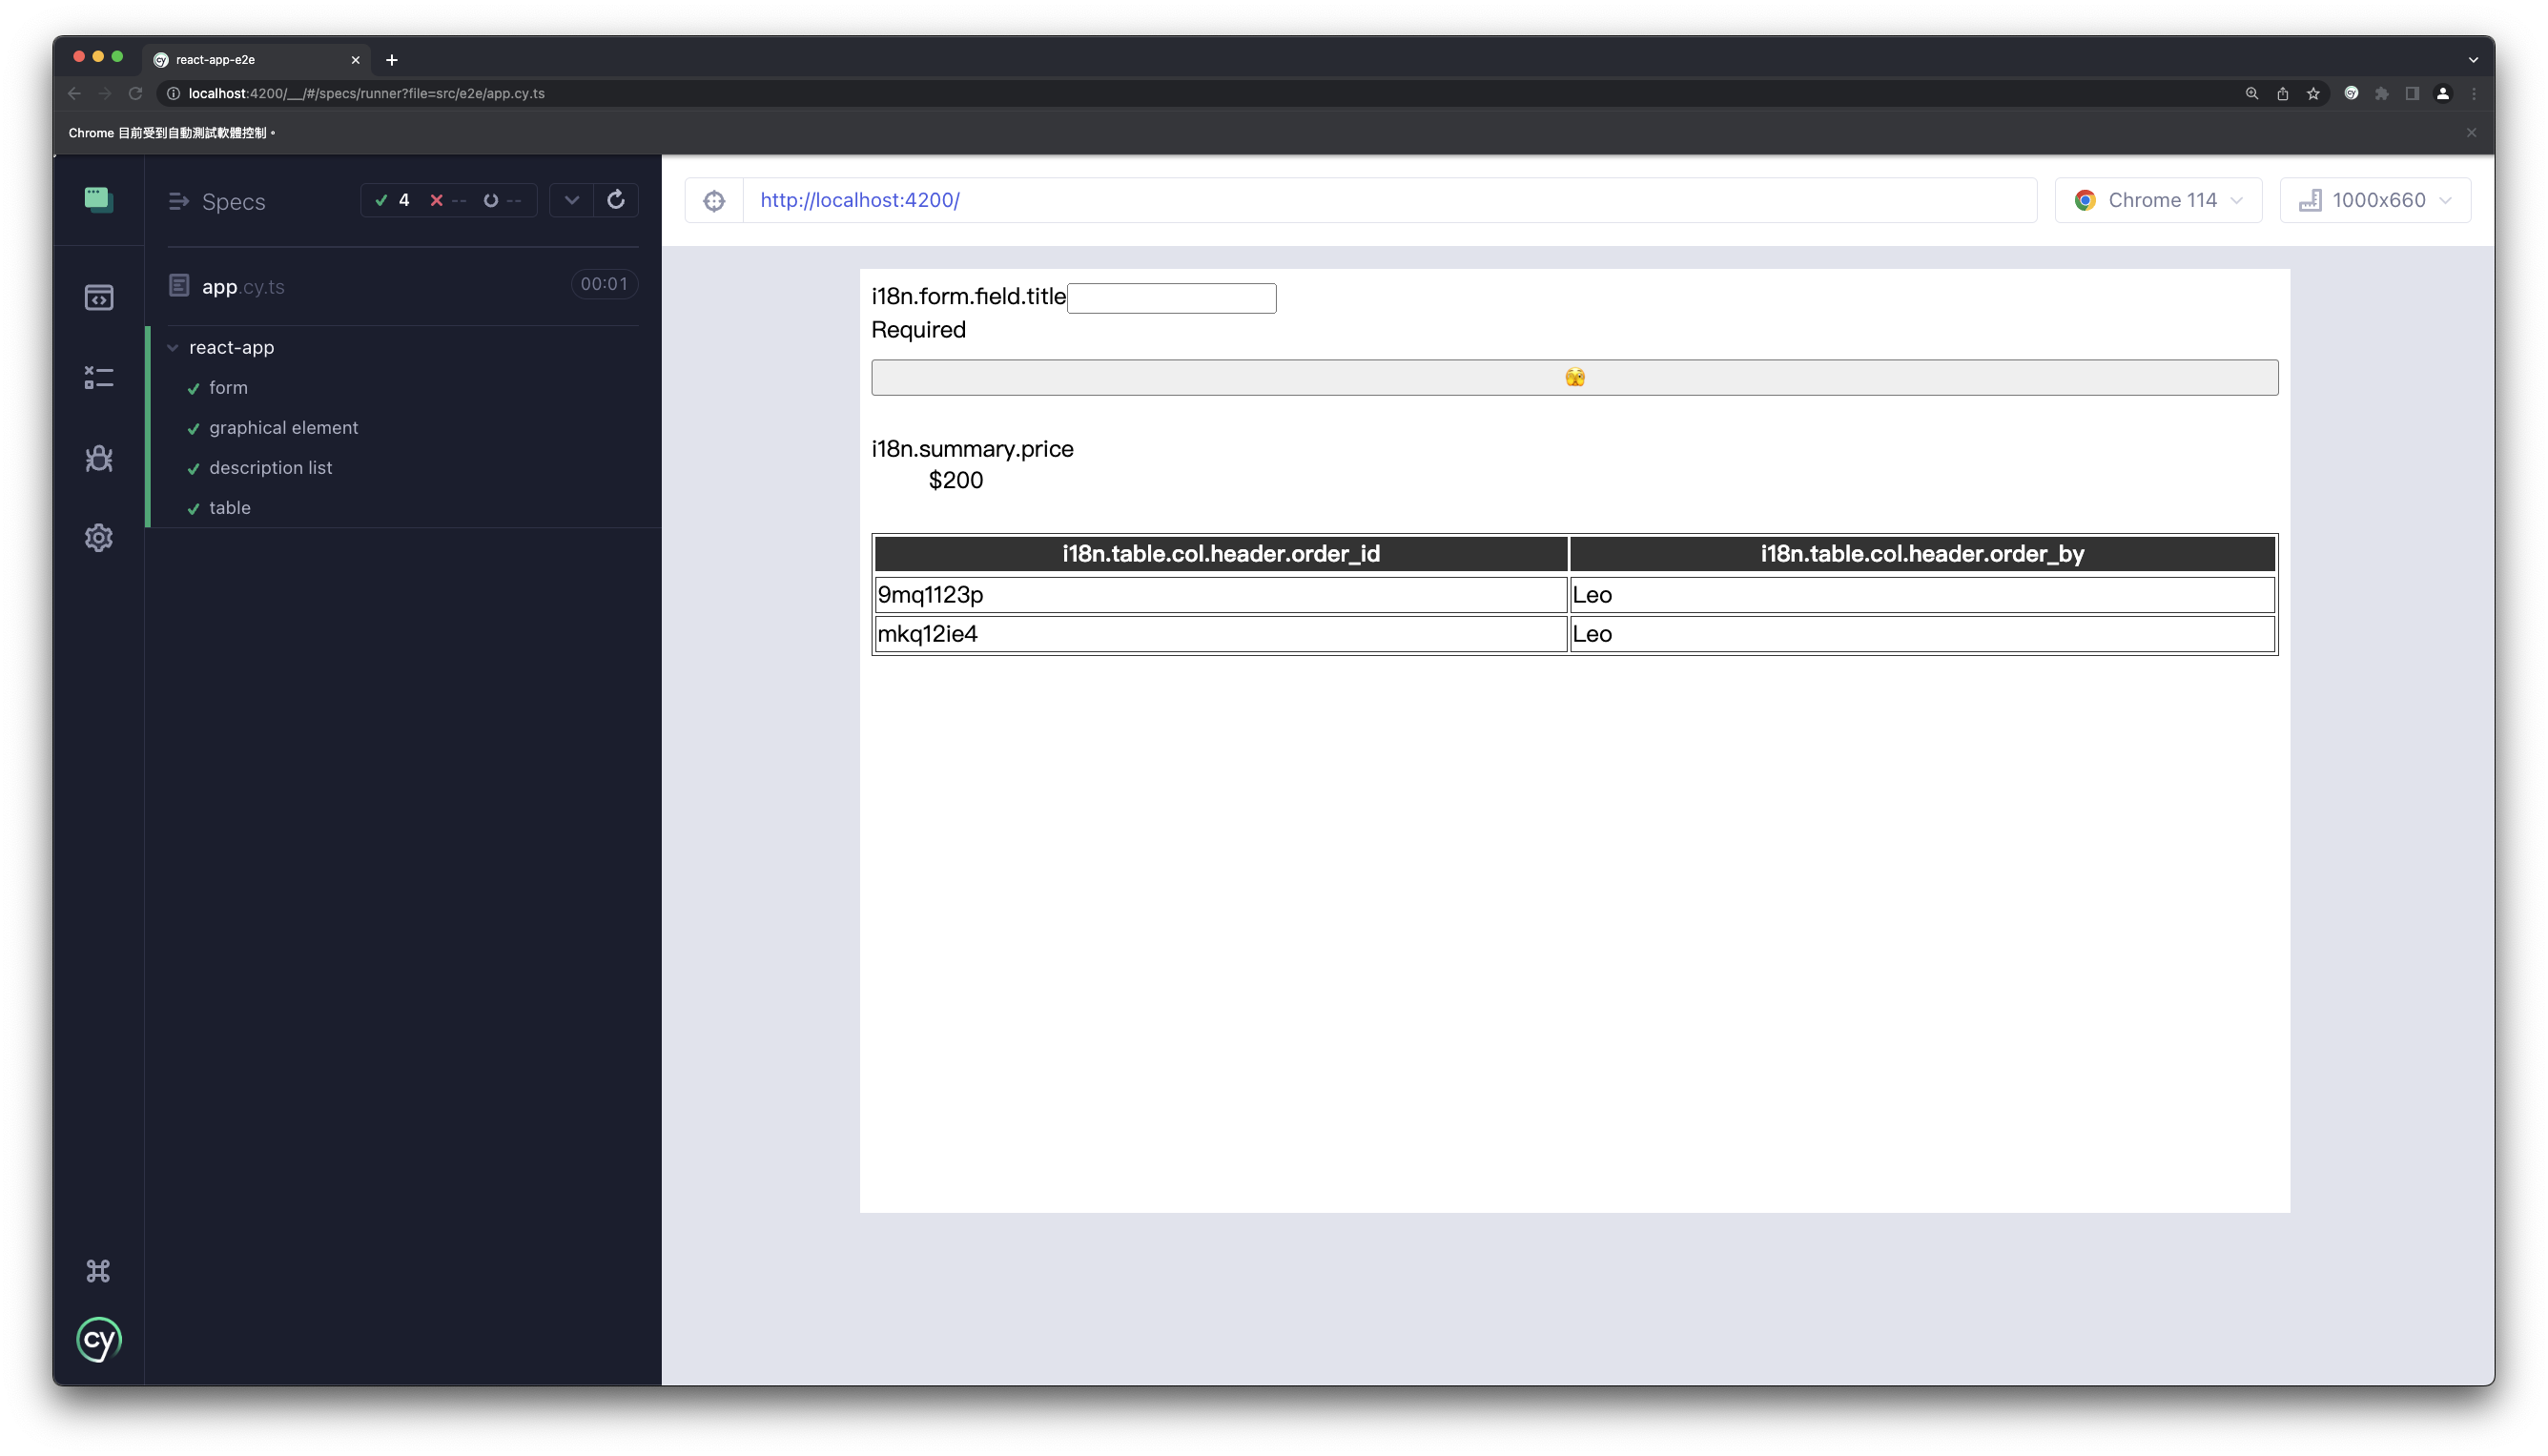 react-app-e2e
localhost:4200/__/#/specs/runner?file=src/e2e/app.cy.ts
Chrome 目前受到自動測試軟體控制。
Specs 4 -- --
http://localhost:4200/
Chrome 114
1000x660
app.cy.ts 00:01
react-app
form
graphical element
description list
table
cy
i18n.form.field.title
Required
🫣
i18n.summary.price
$200
i18n.table.col.header.order_id i18n.table.col.header.order_by
9mq1123p Leo
mkq12ie4 Leo